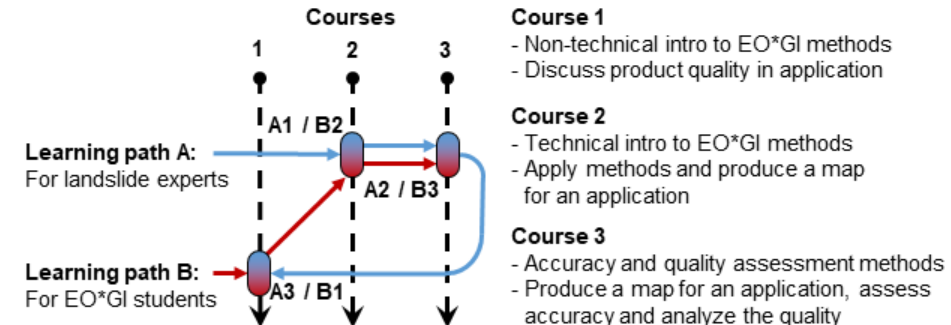 Courses
1 2 3
A1 / B2
Learning path A:
For landslide experts
A2 / B3
Learning path B:
For EO*GI students
A3 / B1
Course 1
- Non-technical intro to EO*GI methods
- Discuss product quality in application
Course 2
- Technical intro to EO*GI methods
- Apply methods and produce a map
for an application
Course 3
- Accuracy and quality assessment methods
- Produce a map for an application, assess
accuracy and analyze the quality